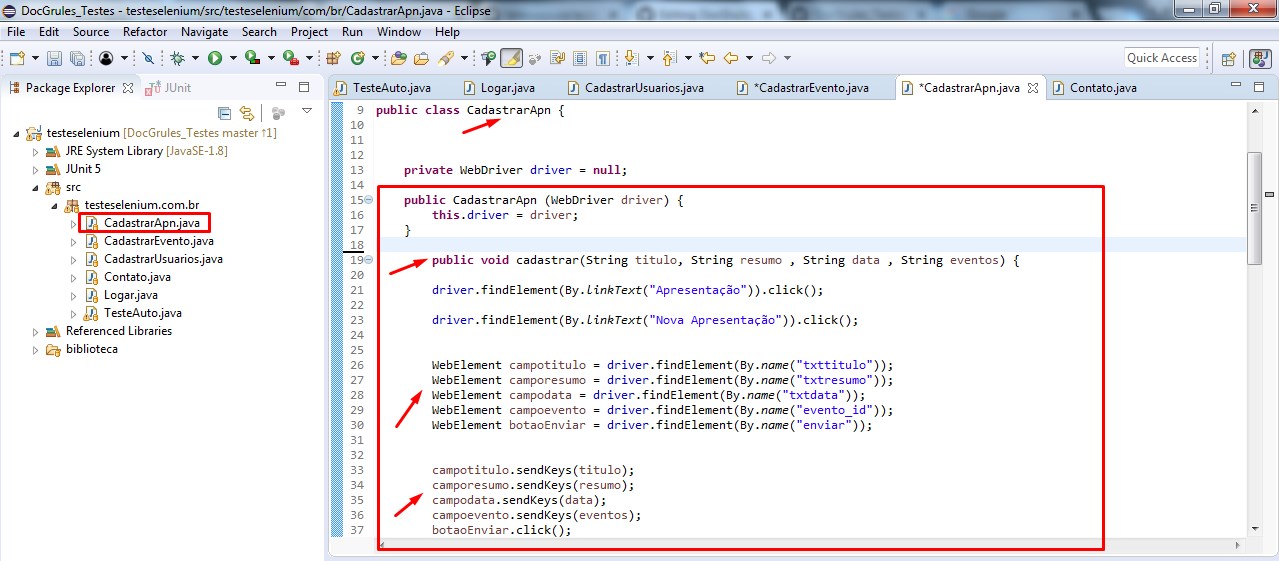 DocGrules_Testes - testeselenium/src/testeselenium/com/br/CadastrarApn.java - Eclipse
File Edit Source Refactor Navigate Search Project Run Window Help
Quick Access
Package Explorer
JUnit
testeselenium [DocGrules_Testes master ↑1]
JRE System Library [JavaSE-1.8]
JUnit 5
src
testeselenium.com.br
CadastrarApn.java
CadastrarEvento.java
CadastrarUsuarios.java
Contato.java
Logar.java
TesteAuto.java
Referenced Libraries
biblioteca
TesteAuto.java Logar.java CadastrarUsuarios.java *CadastrarEvento.java *CadastrarApn.java Contato.java
9 public class CadastrarApn {
10
11
12
13 private WebDriver driver = null;
14
15 public CadastrarApn (WebDriver driver) {
16 this.driver = driver;
17 }
18
19 public void cadastrar(String titulo, String resumo , String data , String eventos) {
20
21 driver.findElement(By.linkText("Apresentação")).click();
22
23 driver.findElement(By.linkText("Nova Apresentação")).click();
24
25
26 WebElement campotitulo = driver.findElement(By.name("txttitulo"));
27 WebElement camporesumo = driver.findElement(By.name("txtresumo"));
28 WebElement campodata = driver.findElement(By.name("txtdata"));
29 WebElement campoevento = driver.findElement(By.name("evento_id"));
30 WebElement botaoEnviar = driver.findElement(By.name("enviar"));
31
32
33 campotitulo.sendKeys(titulo);
34 camporesumo.sendKeys(resumo);
35 campodata.sendKeys(data);
36 campoevento.sendKeys(eventos);
37 botaoEnviar.click();